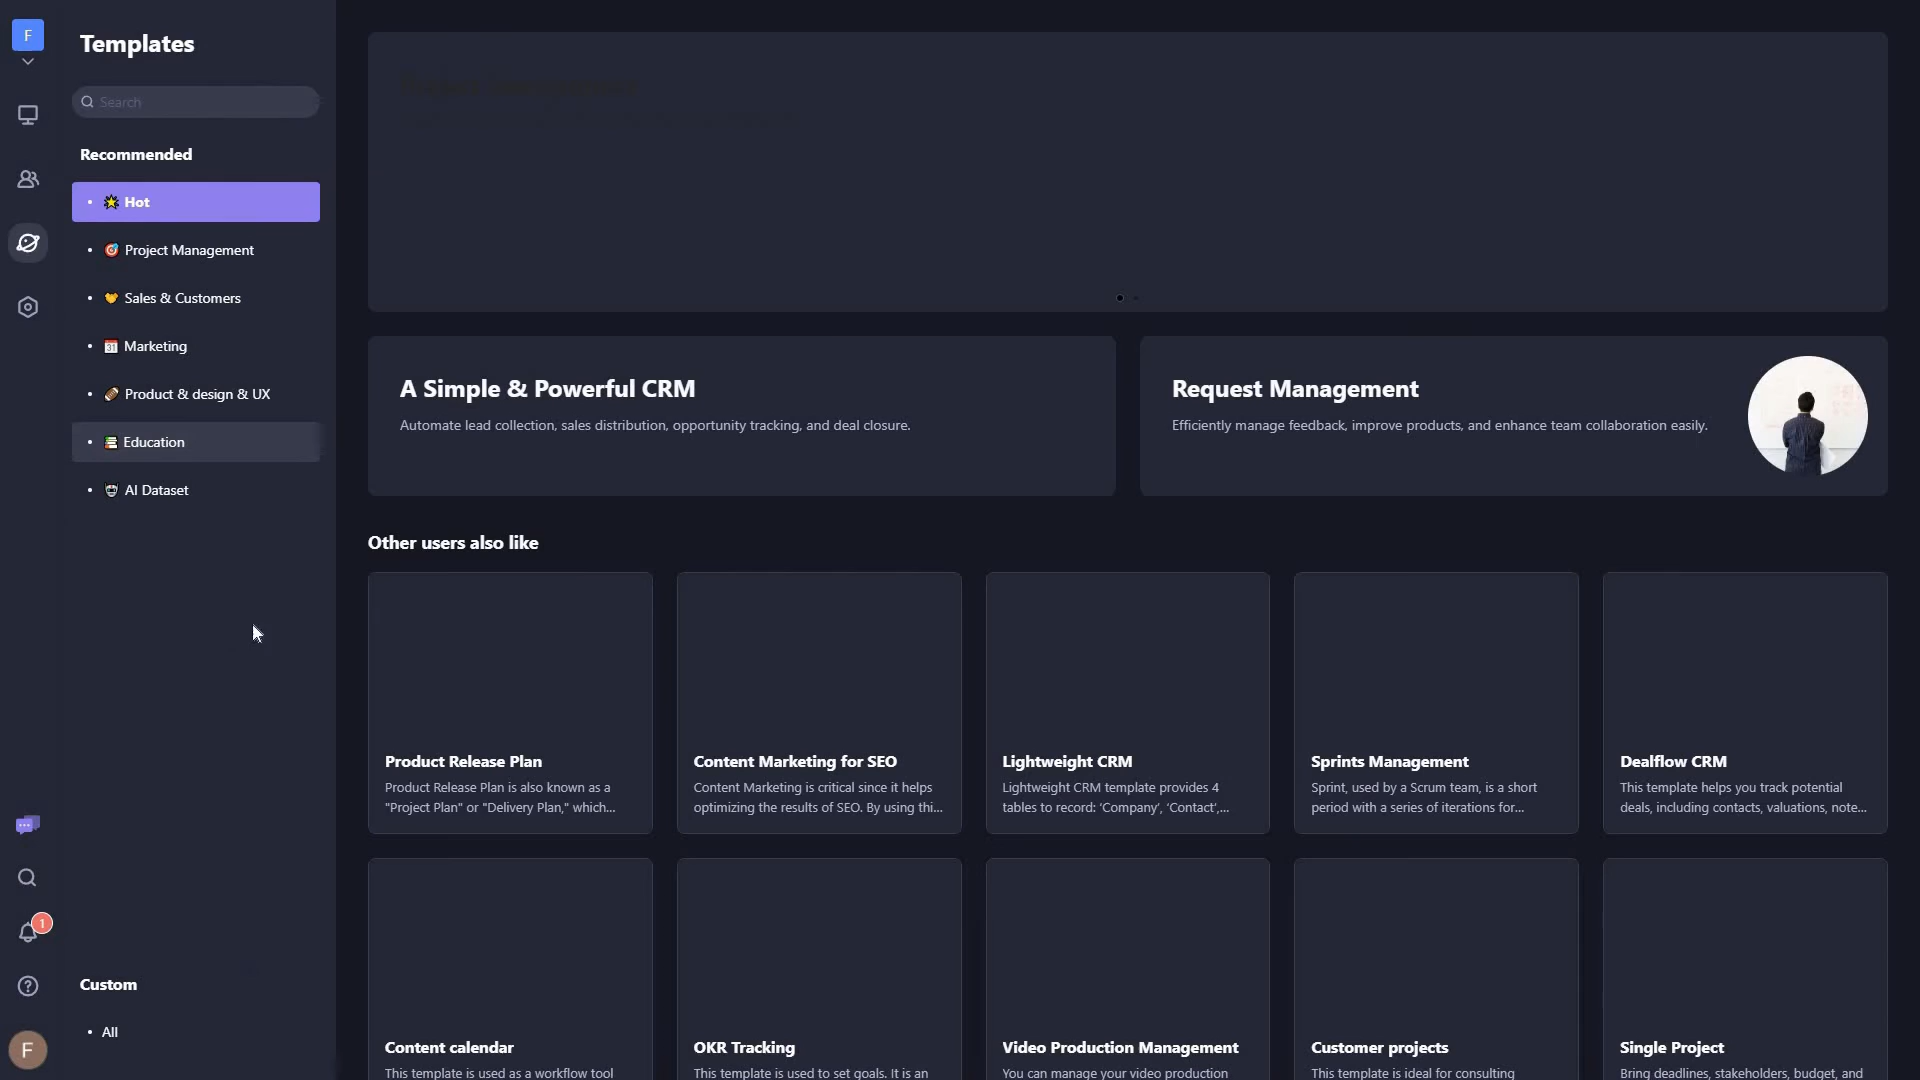 F
Templates
Search
Recommended
Hot
Project Management
Sales & Customers
Marketing
Product & design & UX
Education
AI Dataset
1
Custom
All
F
A Simple & Powerful CRM
Automate lead collection, sales distribution, opportunity tracking, and deal closure.
Request Management
Efficiently manage feedback, improve products, and enhance team collaboration easily.
Other users also like
Product Release Plan
Product Release Plan is also known as a
"Project Plan" or "Delivery Plan," which...
Content Marketing for SEO
Content Marketing is critical since it helps
optimizing the results of SEO. By using thi...
Lightweight CRM
Lightweight CRM template provides 4
tables to record: ‘Company’, ‘Contact’,...
Sprints Management
Sprint, used by a Scrum team, is a short
period with a series of iterations for...
Dealflow CRM
This template helps you track potential
deals, including contacts, valuations, note...
Content calendar
This template is used as a workflow tool
OKR Tracking
This template is used to set goals. It is an
Video Production Management
You can manage your video production
Customer projects
This template is ideal for consulting
Single Project
Bring deadlines, stakeholders, budget, and